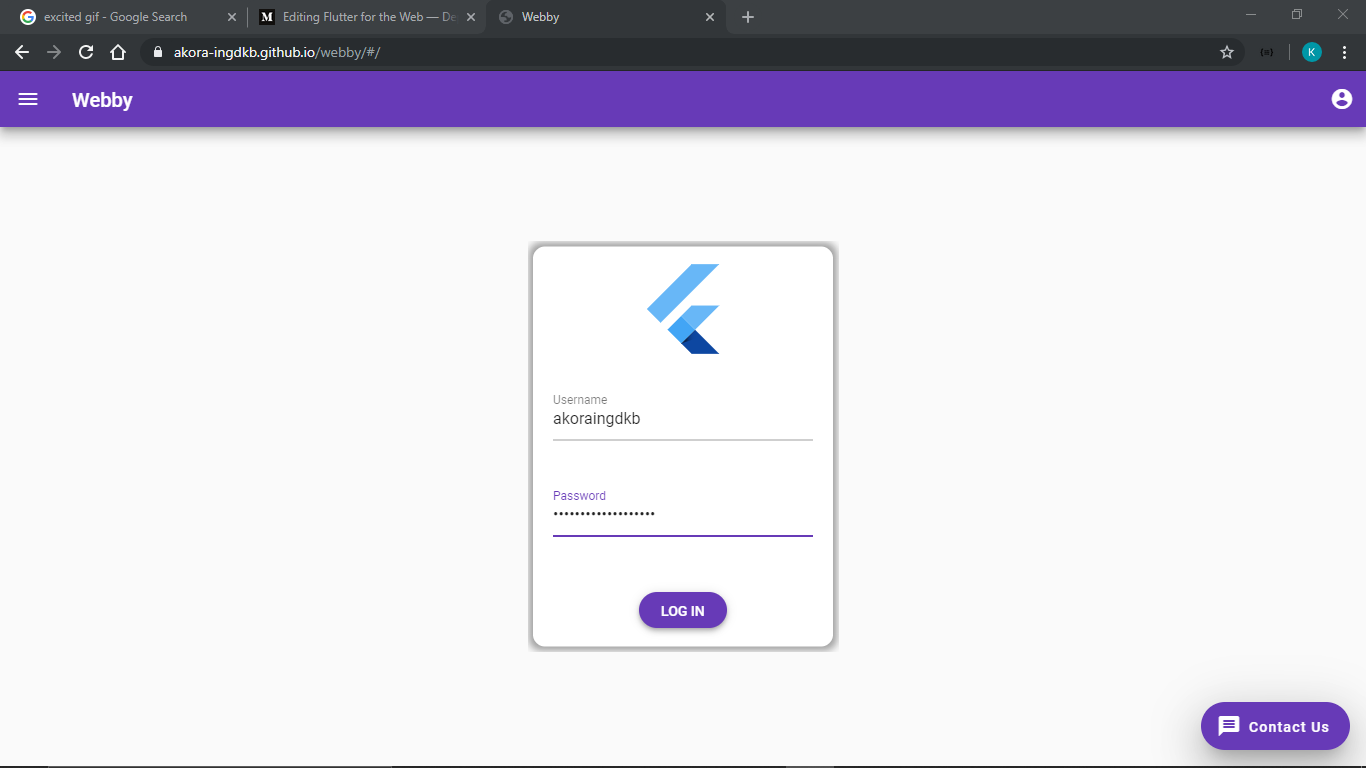 excited gif - Google Search
Editing Flutter for the Web — De
Webby
akora-ingdkb.github.io/webby/#/
K
Webby
Username
akoraingdkb
Password
•••••••••••••••••••
LOG IN
Contact Us